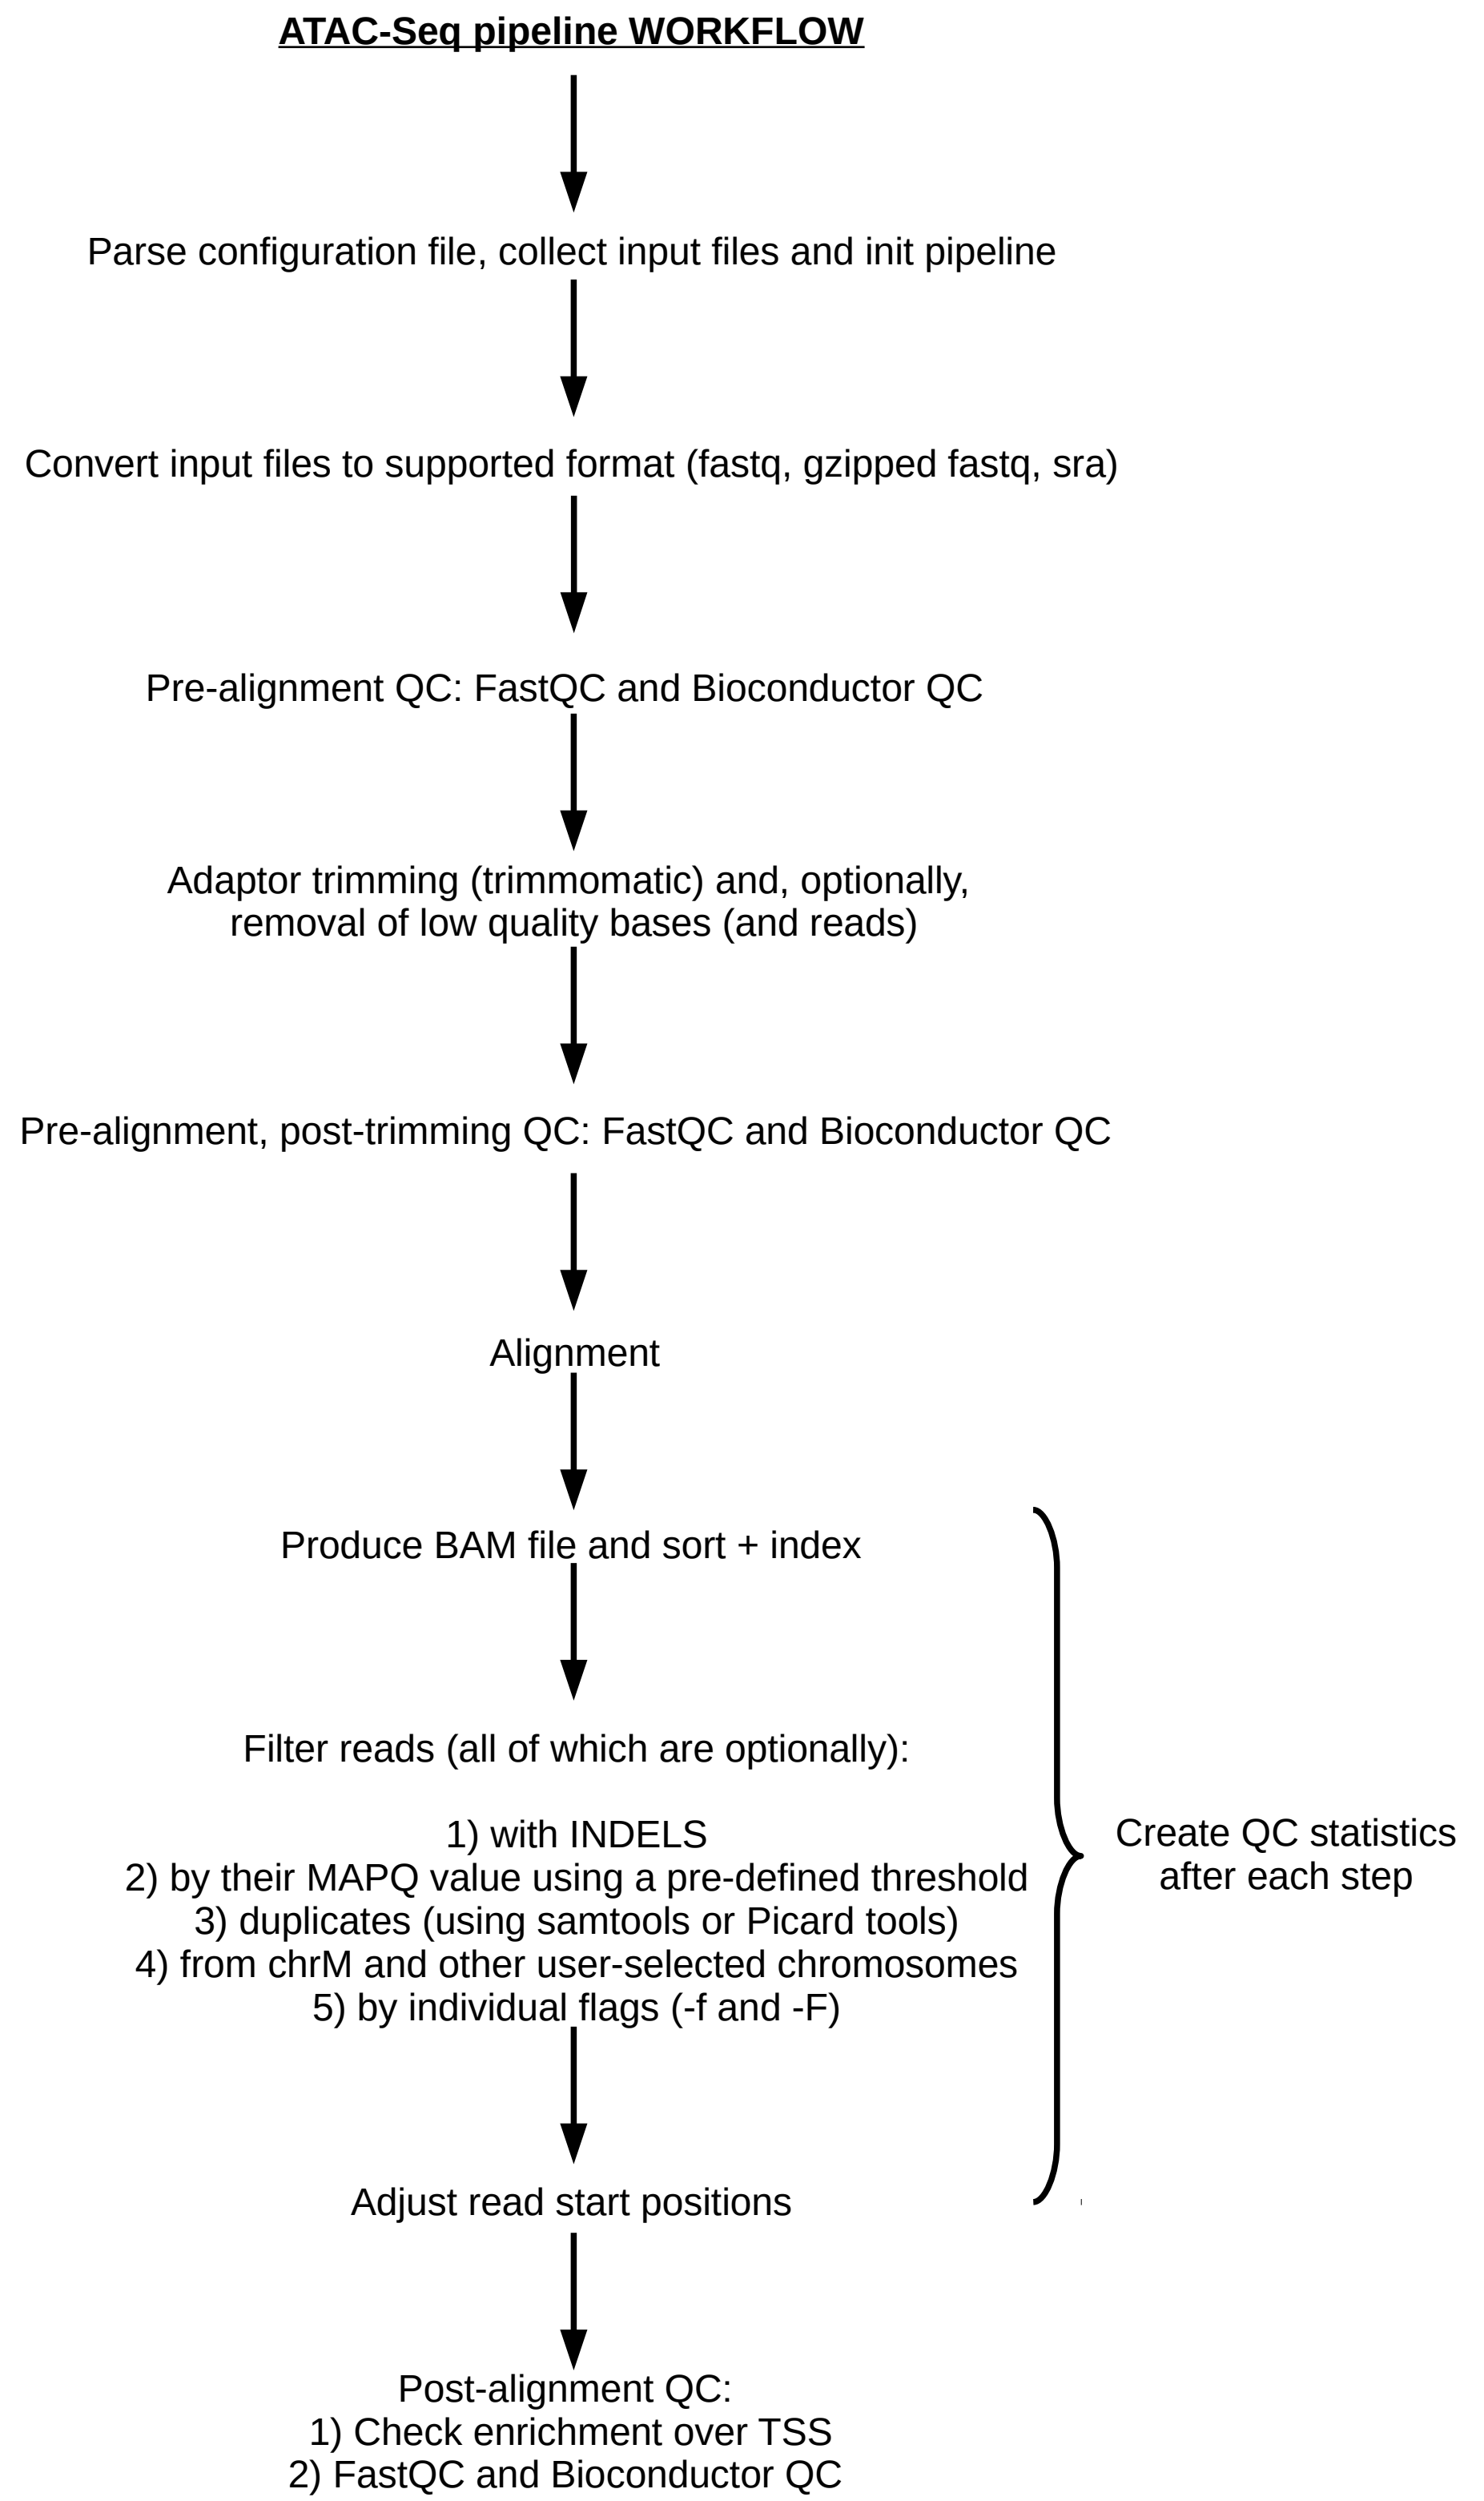 ATAC-Seq pipeline WORKFLOW
Parse configuration file, collect input files and init pipeline
Convert input files to supported format (fastq, gzipped fastq, sra)
Pre-alignment QC: FastQC and Bioconductor QC
Adaptor trimming (trimmomatic) and, optionally,
removal of low quality bases (and reads)
Pre-alignment, post-trimming QC: FastQC and Bioconductor QC
Alignment
Produce BAM file and sort + index
Filter reads (all of which are optionally):
1) with INDELS
2) by their MAPQ value using a pre-defined threshold
3) duplicates (using samtools or Picard tools)
4) from chrM and other user-selected chromosomes
5) by individual flags (-f and -F)
Create QC statistics
after each step
Adjust read start positions
Post-alignment QC:
1) Check enrichment over TSS
2) FastQC and Bioconductor QC